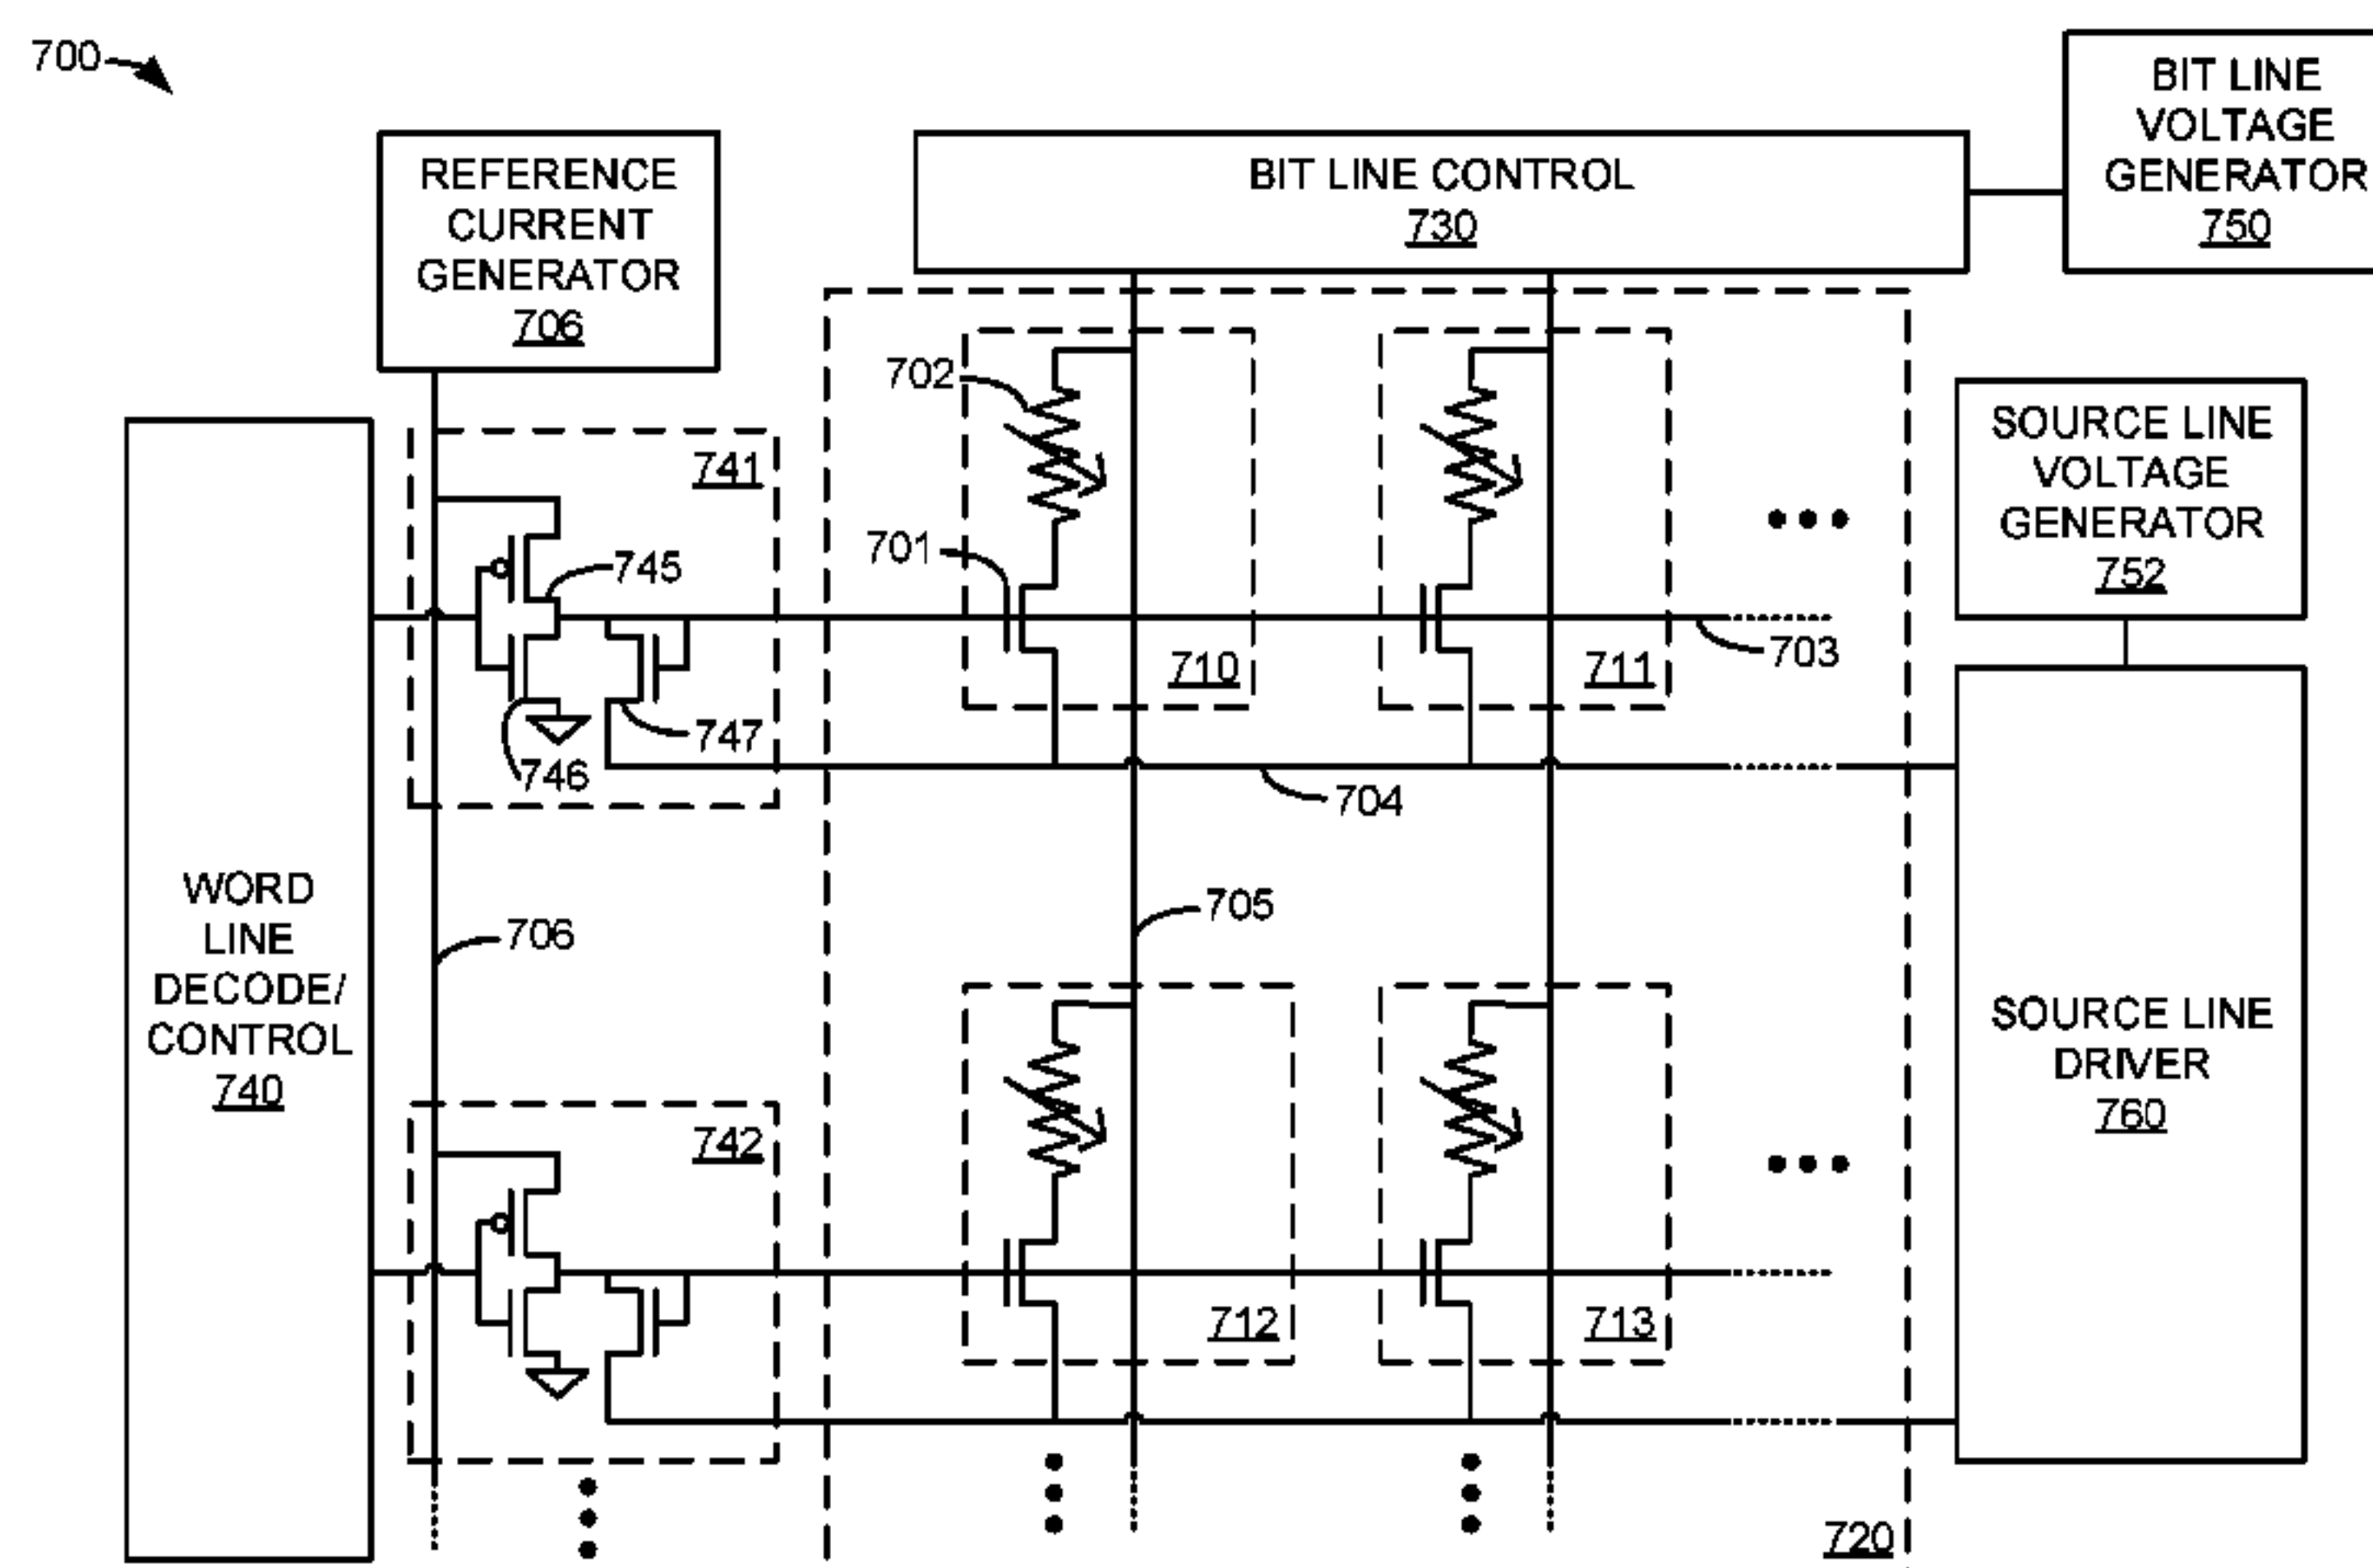 700
BIT LINE
VOLTAGE
GENERATOR
750
REFERENCE
CURRENT
GENERATOR
706
BIT LINE CONTROL
730
702
SOURCE LINE
VOLTAGE
GENERATOR
752
741
701
745
703
710
711
747
746
704
WORD
LINE
DECODE/
CONTROL
740
706
705
SOURCE LINE
DRIVER
760
742
712
713
720